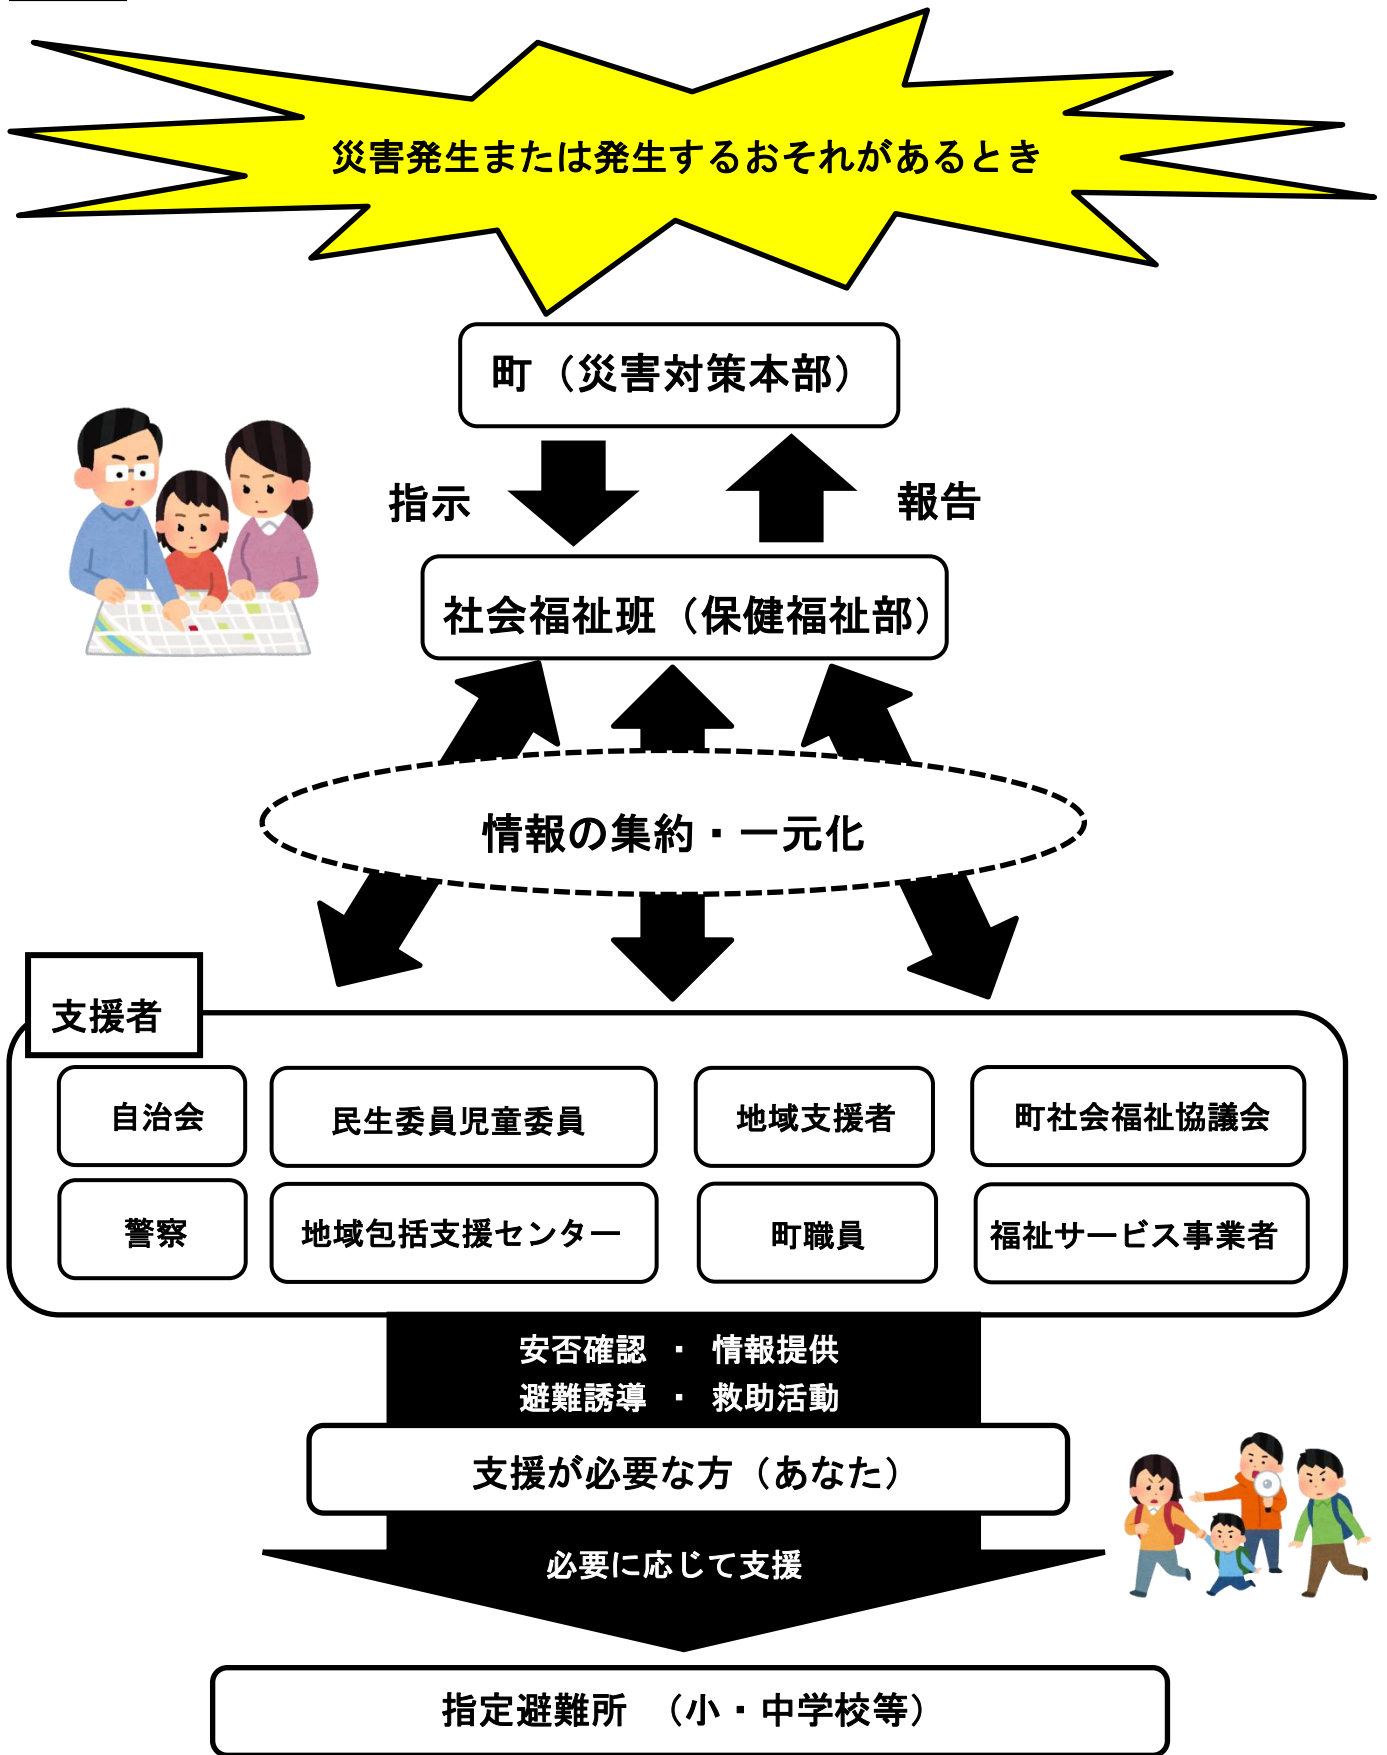 災害発生または発生するおそれがあるとき
町（災害対策本部）
指示
報告
社会福祉班（保健福祉部）
情報の集約・一元化
支援者
自治会
民生委員児童委員
地域支援者
町社会福祉協議会
警察
地域包括支援センター
町職員
福祉サービス事業者
安否確認　・　情報提供
避難誘導　・　救助活動
支援が必要な方（あなた）
必要に応じて支援
指定避難所　（小・中学校等）